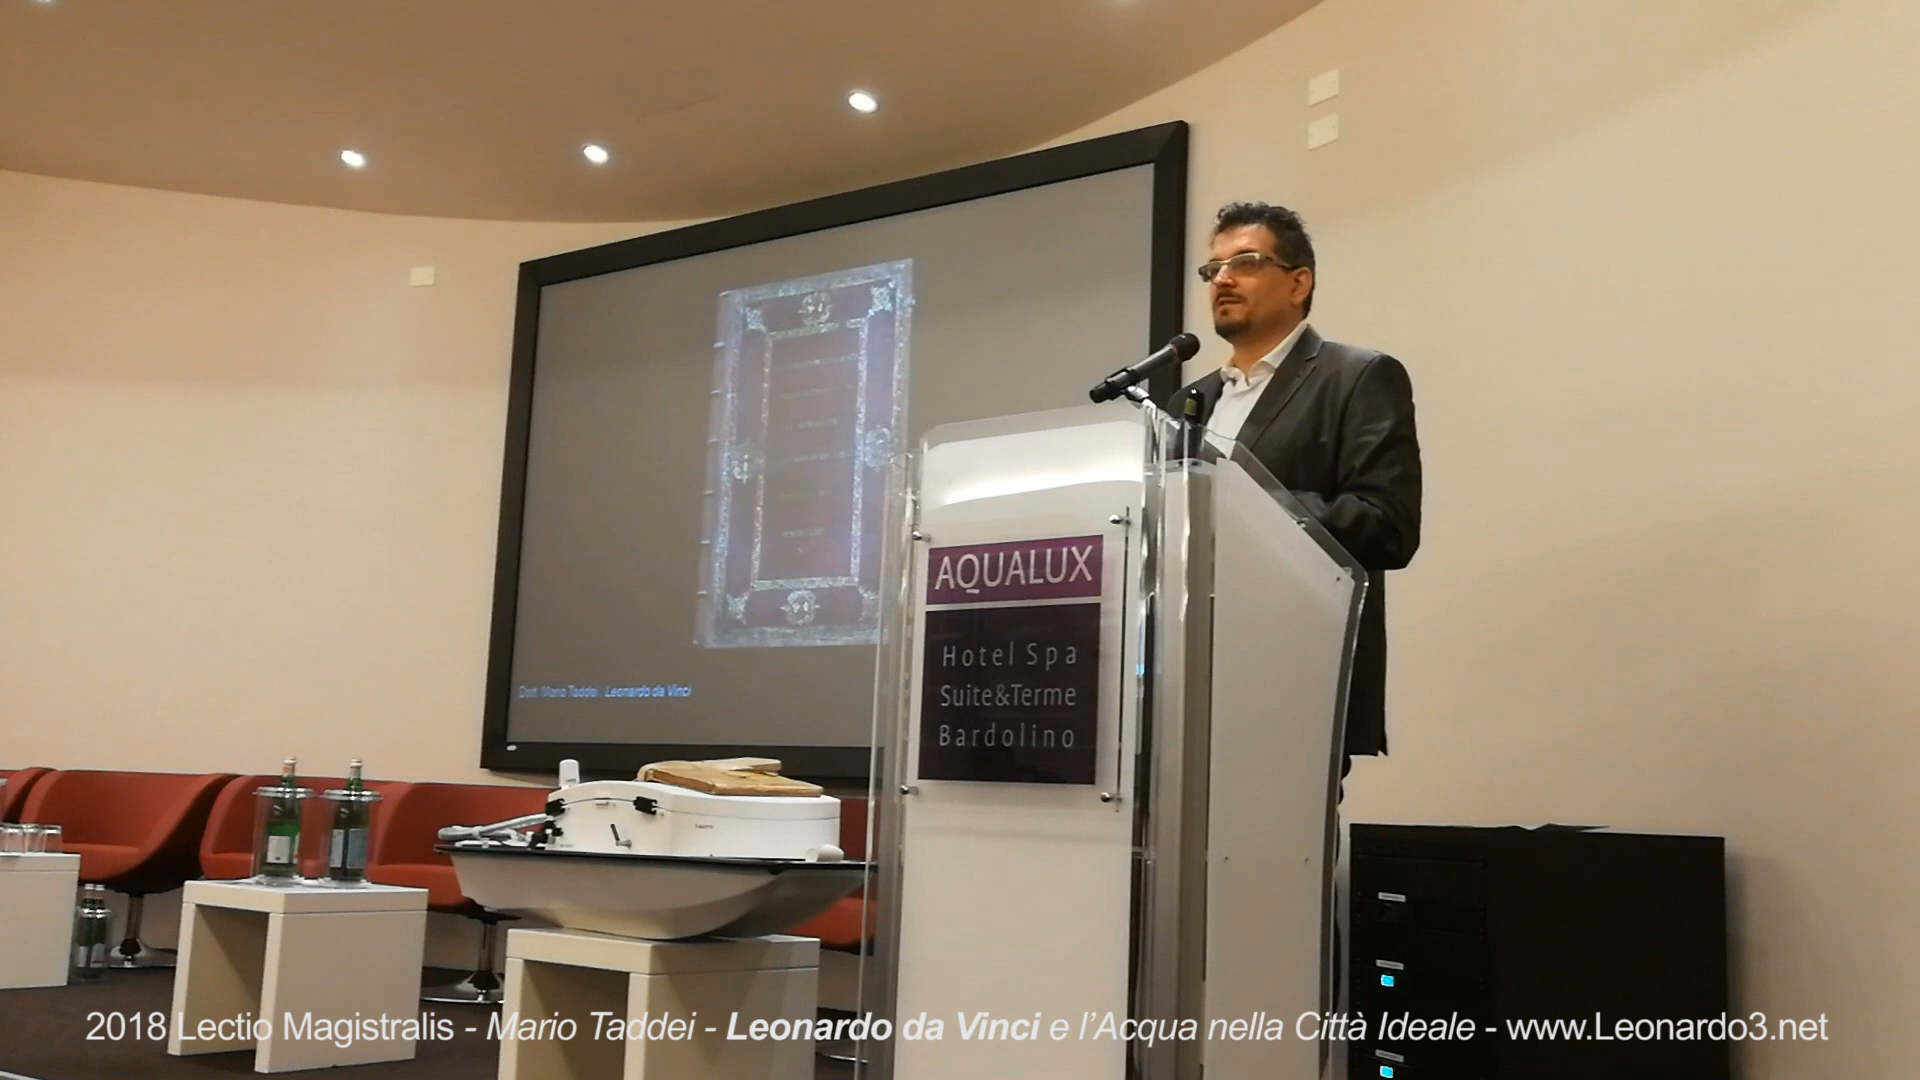 Dott. Mario Taddei Leonardo da Vinci
AQUALUX
Hotel Spa
Suite&Terme
Bardolino
2018 Lectio Magistralis - Mario Taddei - Leonardo da Vinci e l'Acqua nella Città Ideale - www.Leonardo3.net